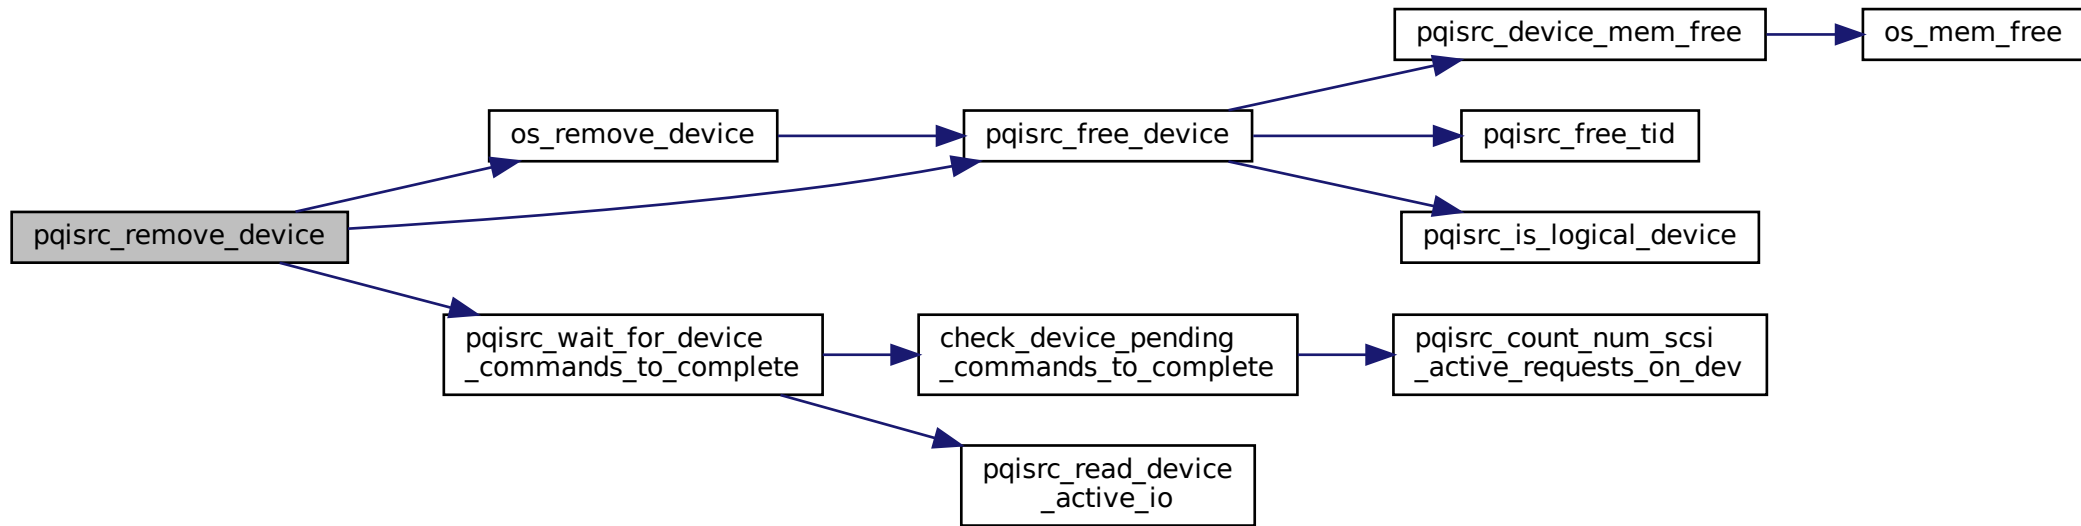 pqisrc_device_mem_free
os_mem_free
os_remove_device
pqisrc_free_device
pqisrc_free_tid
pqisrc_remove_device
pqisrc_is_logical_device
pqisrc_wait_for_device
_commands_to_complete
check_device_pending
_commands_to_complete
pqisrc_count_num_scsi
_active_requests_on_dev
pqisrc_read_device
_active_io